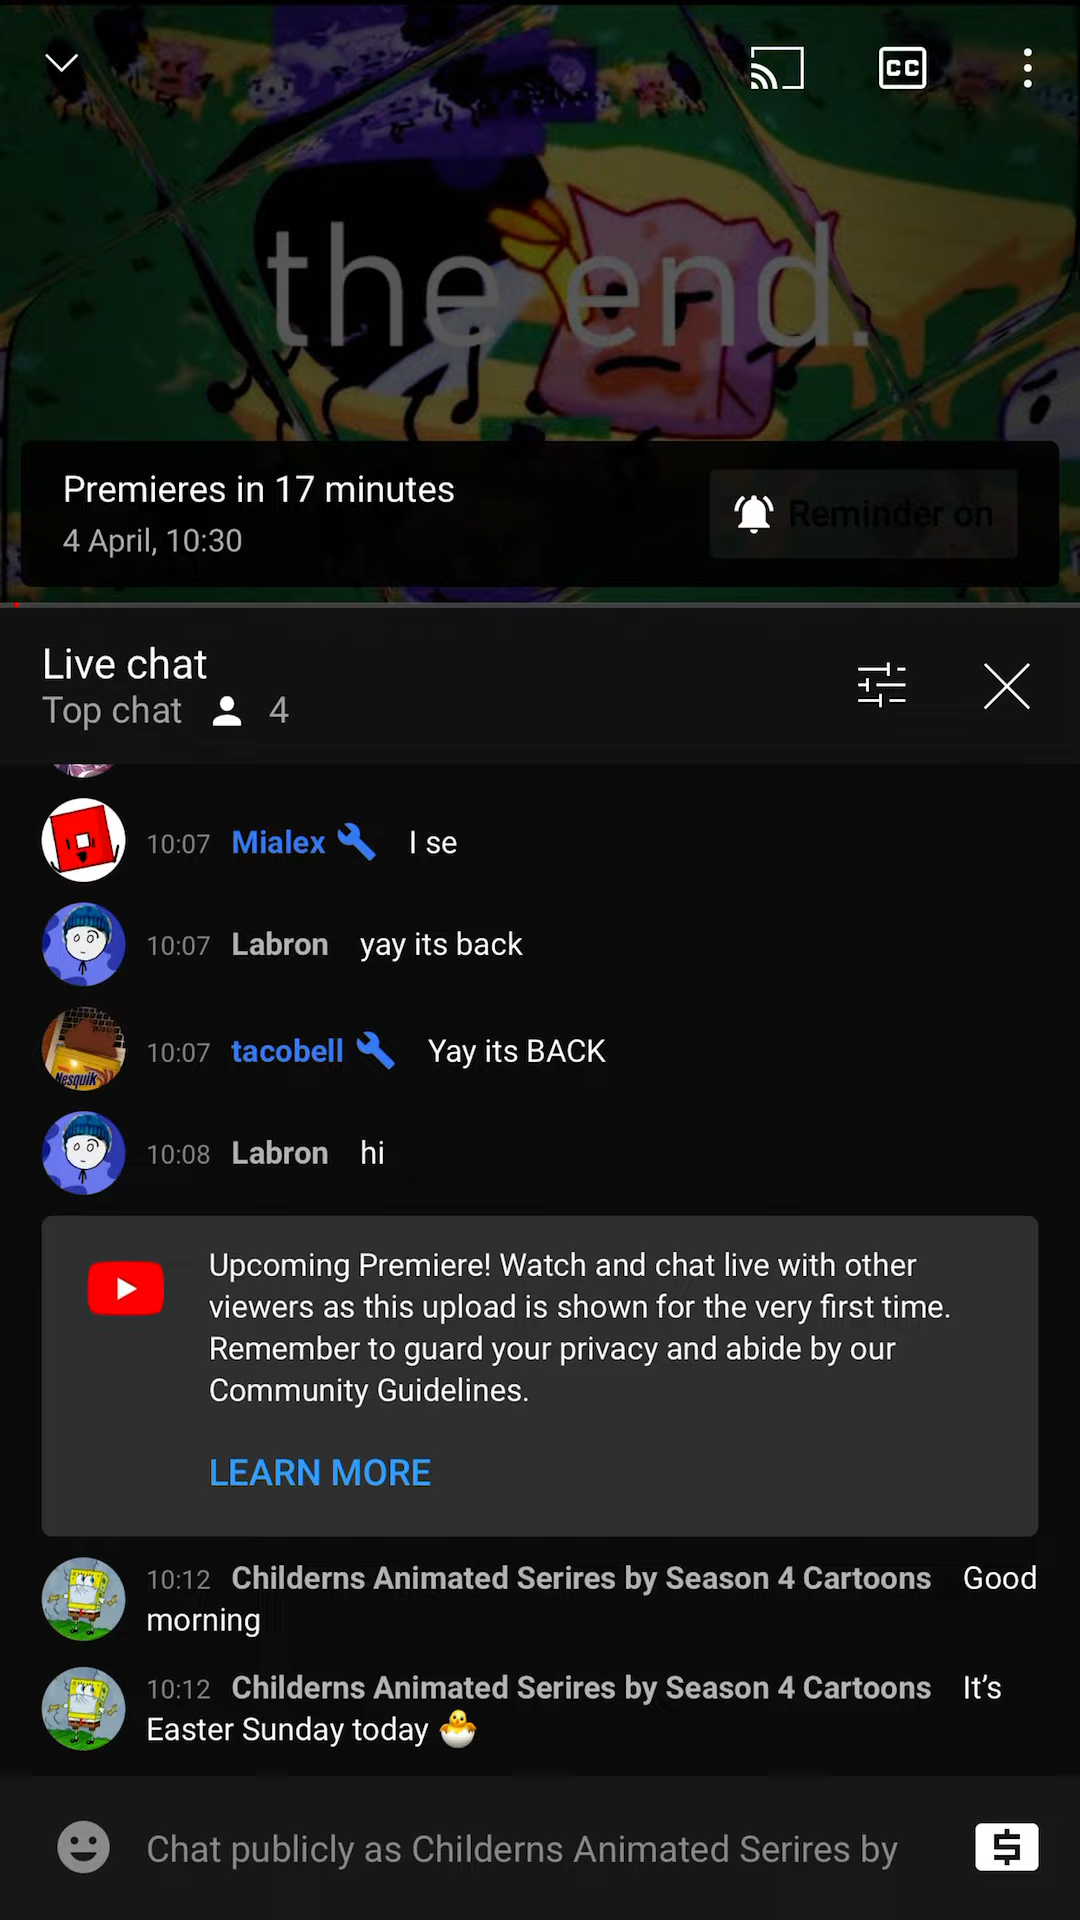 CC
the end.
Premieres in 17 minutes
4 April, 10:30
Reminder on
Live chat
Top chat 4
10:07 Mialex I se
10:07 Labron yay its back
10:07 tacobell Yay its BACK
Nesquik
10:08 Labron hi
Upcoming Premiere! Watch and chat live with other
viewers as this upload is shown for the very first time.
Remember to guard your privacy and abide by our
Community Guidelines.
LEARN MORE
10:12 Childerns Animated Serires by Season 4 Cartoons Good
morning
10:12 Childerns Animated Serires by Season 4 Cartoons It’s
Easter Sunday today 🐣
Chat publicly as Childerns Animated Serires by